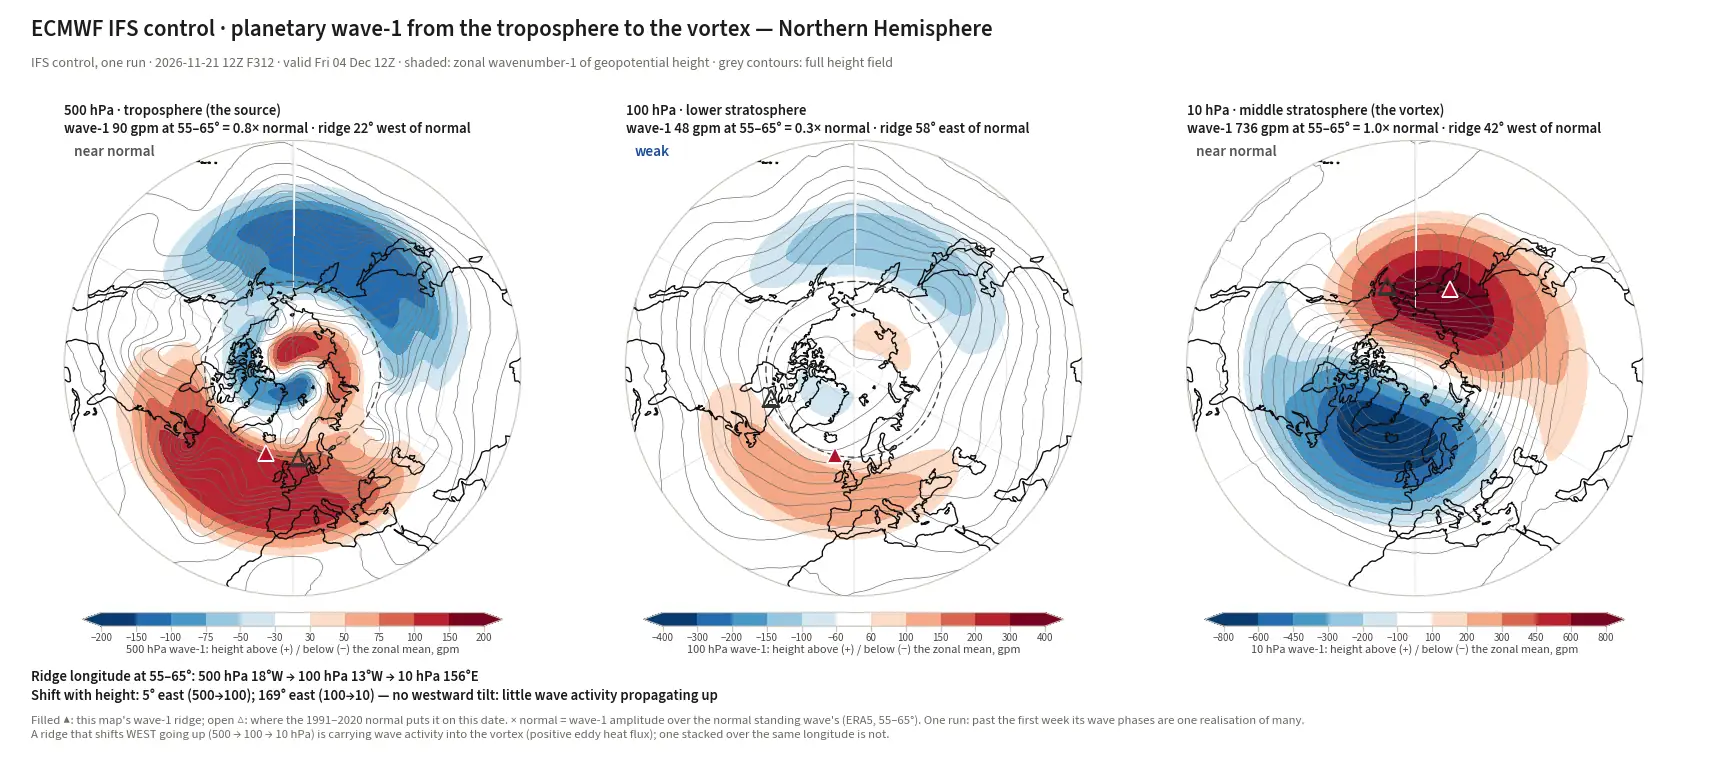 ECMWF IFS control · planetary wave-1 from the troposphere to the vortex — Northern Hemisphere
IFS control, one run · 2026-11-21 12Z F312 · valid Fri 04 Dec 12Z · shaded: zonal wavenumber-1 of geopotential height · grey contours: full height field
500 hPa · troposphere (the source)
wave-1 90 gpm at 55–65° = 0.8× normal · ridge 22° west of normal
near normal
100 hPa · lower stratosphere
wave-1 48 gpm at 55–65° = 0.3× normal · ridge 58° east of normal
weak
10 hPa · middle stratosphere (the vortex)
wave-1 736 gpm at 55–65° = 1.0× normal · ridge 42° west of normal
near normal
−200 −150 −100 −75 −50 −30 30 50 75 100 150 200
500 hPa wave-1: height above (+) / below (−) the zonal mean, gpm
−400 −300 −200 −150 −100 −60 60 100 150 200 300 400
100 hPa wave-1: height above (+) / below (−) the zonal mean, gpm
−800 −600 −450 −300 −200 −100 100 200 300 450 600 800
10 hPa wave-1: height above (+) / below (−) the zonal mean, gpm
Ridge longitude at 55–65°: 500 hPa 18°W → 100 hPa 13°W → 10 hPa 156°E
Shift with height: 5° east (500→100); 169° east (100→10) — no westward tilt: little wave activity propagating up
Filled ▲: this map's wave-1 ridge; open △: where the 1991–2020 normal puts it on this date. × normal = wave-1 amplitude over the normal standing wave's (ERA5, 55–65°). One run: past the first week its wave phases are one realisation of many.
A ridge that shifts WEST going up (500 → 100 → 10 hPa) is carrying wave activity into the vortex (positive eddy heat flux); one stacked over the same longitude is not.